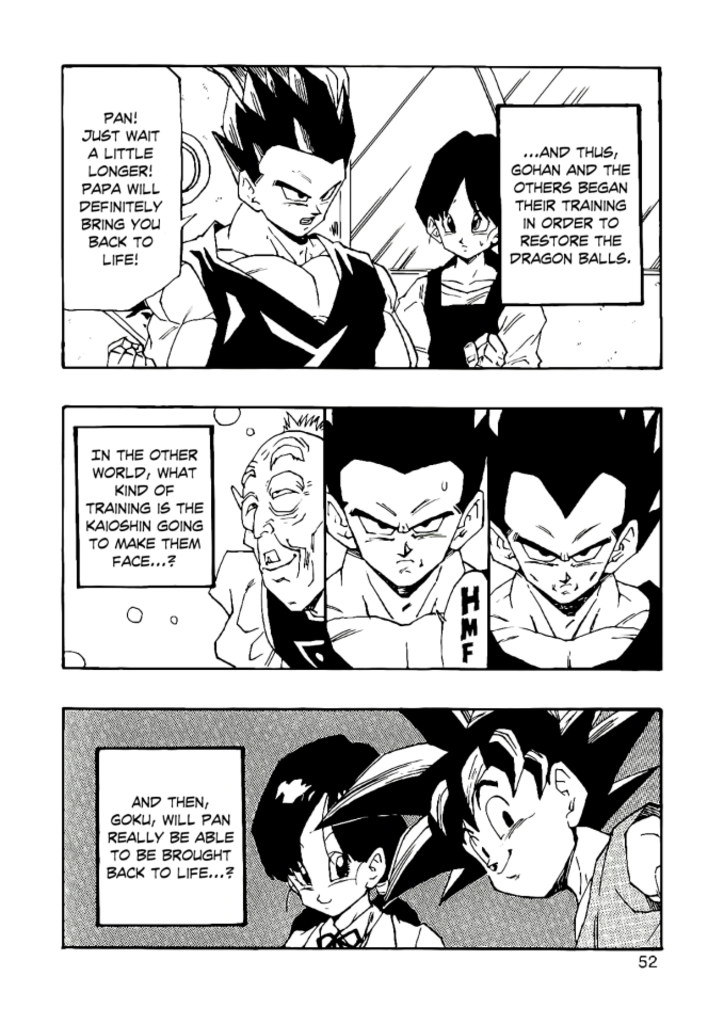 PAN!
JUST WAIT
A LITTLE
LONGER!
PAPA WILL
DEFINITELY
BRING YOU
BACK TO
LIFE!
...AND THUS,
GOHAN AND THE
OTHERS BEGAN
THEIR TRAINING
IN ORDER TO
RESTORE THE
DRAGON BALLS.
IN THE OTHER
WORLD, WHAT
KIND OF
TRAINING IS THE
KAIOSHIN GOING
TO MAKE THEM
FACE...?
HMF
AND THEN,
GOKU, WILL PAN
REALLY BE ABLE
TO BE BROUGHT
BACK TO LIFE...?
52